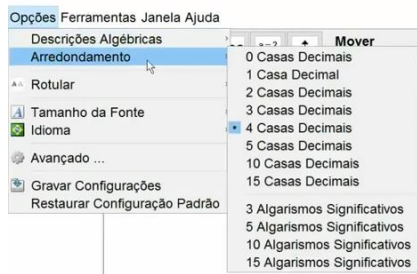 Opções Ferramentas Janela Ajuda
Descrições Algébricas
Arredondamento
Rotular
Tamanho da Fonte
Idioma
Avançado ...
Gravar Configurações
Restaurar Configuração Padrão
a=2
Mover
0 Casas Decimais
1 Casa Decimal
2 Casas Decimais
3 Casas Decimais
4 Casas Decimais
5 Casas Decimais
10 Casas Decimais
15 Casas Decimais
3 Algarismos Significativos
5 Algarismos Significativos
10 Algarismos Significativos
15 Algarismos Significativos